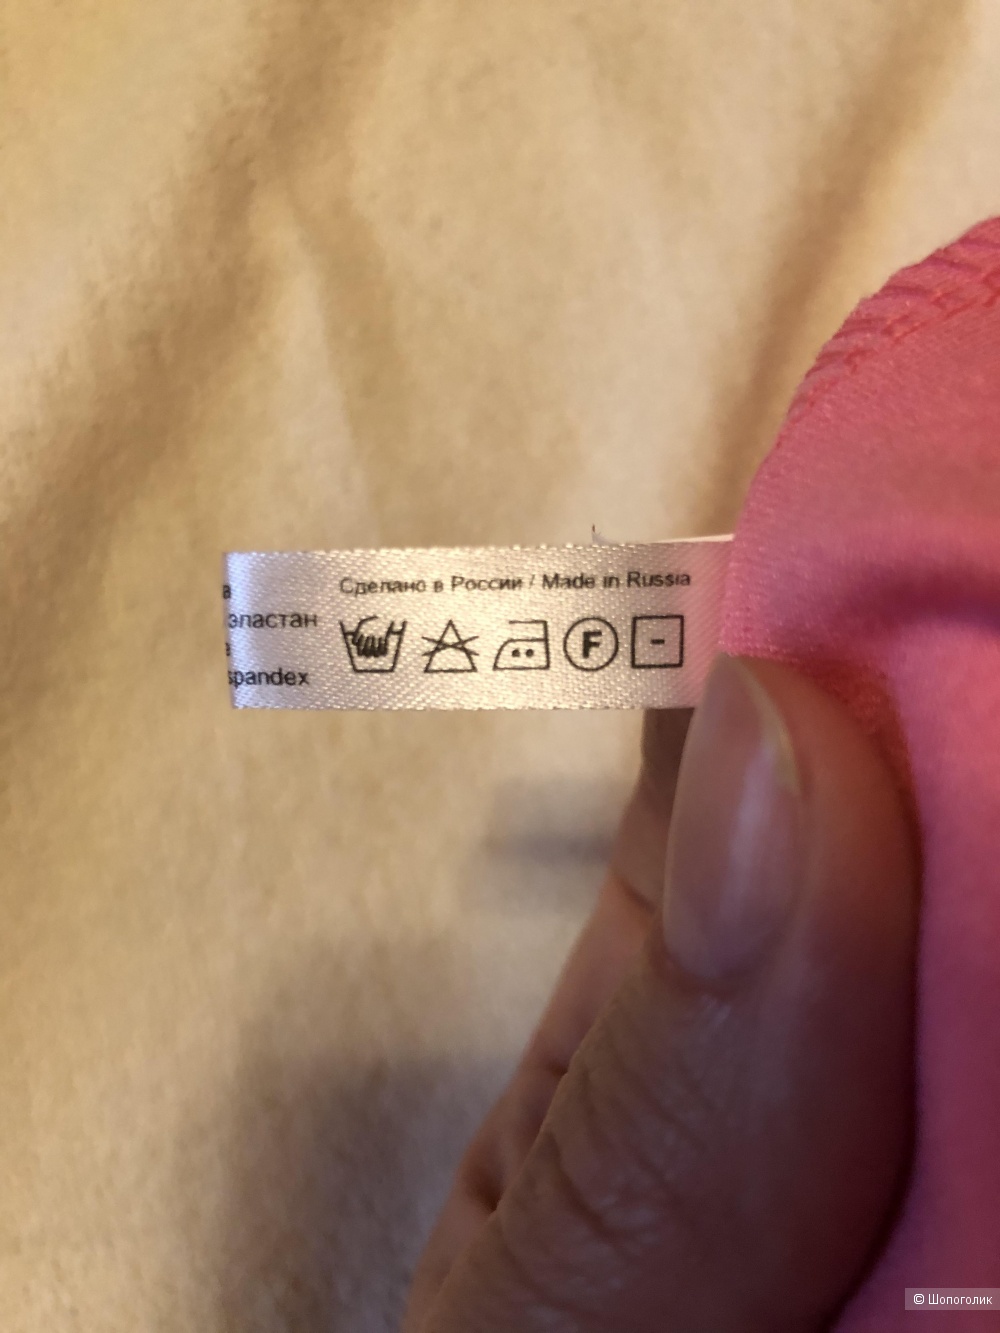 Сделано в России / Made in Russia
а
эластан
spandex
F
© Шопоголик